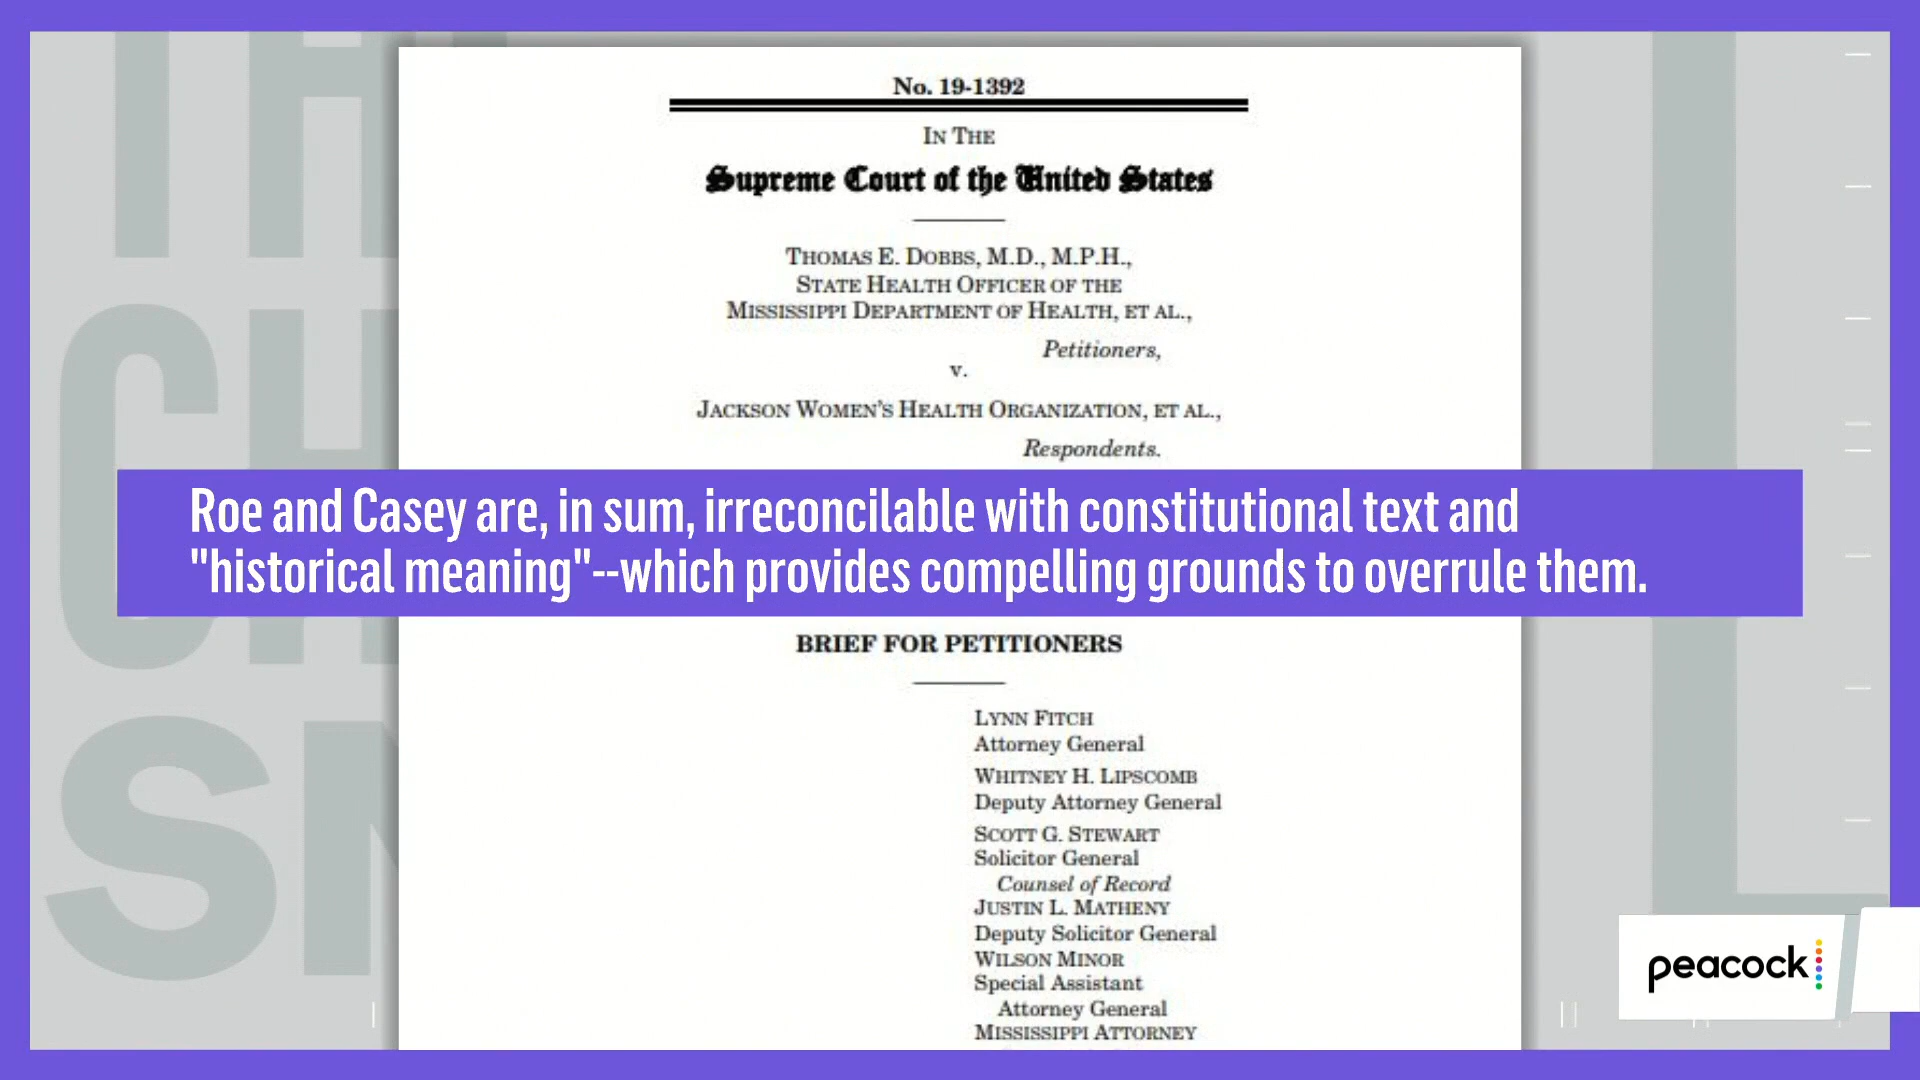 No. 19-1392
IN THE
Supreme Court of the United States
THOMAS E. DOBBS, M.D., M.P.H.,
STATE HEALTH OFFICER OF THE
MISSISSIPPI DEPARTMENT OF HEALTH, ET AL.,
Petitioners,
v.
JACKSON WOMEN'S HEALTH ORGANIZATION, ET AL.,
Respondents.
Roe and Casey are, in sum, irreconcilable with constitutional text and
"historical meaning"--which provides compelling grounds to overrule them.
BRIEF FOR PETITIONERS
LYNN FITCH
Attorney General
WHITNEY H. LIPSCOMB
Deputy Attorney General
SCOTT G. STEWART
Solicitor General
Counsel of Record
JUSTIN L. MATHENY
Deputy Solicitor General
WILSON MINOR
Special Assistant
Attorney General
MISSISSIPPI ATTORNEY
peacock